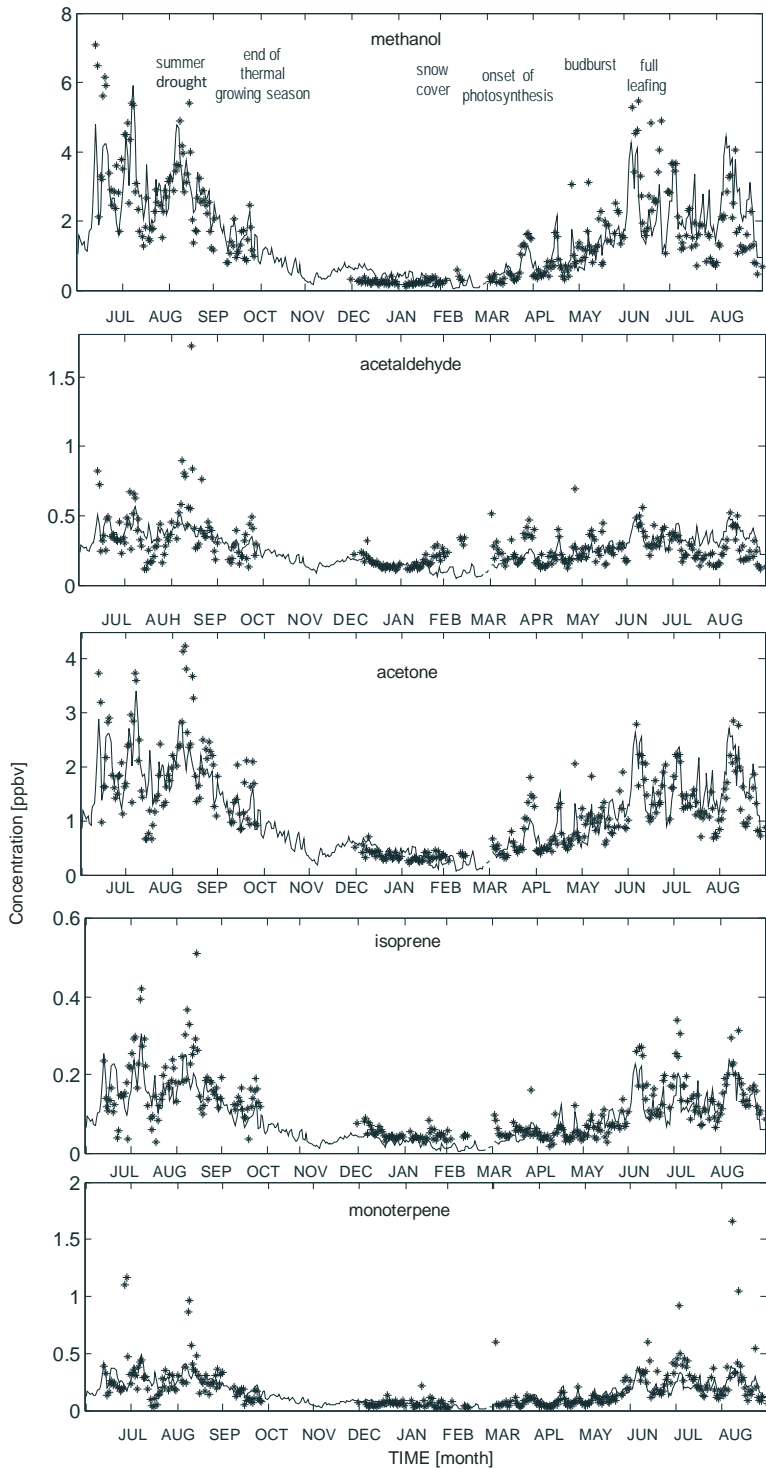 8
methanol
summer
drought
end of
thermal
growing season
snow
cover
onset of
photosynthesis
budburst
full
leafing
6
4
2
0
JUL AUG SEP OCT NOV DEC JAN FEB MAR APL MAY JUN JUL AUG
acetaldehyde
1.5
1
0.5
0
JUL AUH SEP OCT NOV DEC JAN FEB MAR APR MAY JUN JUL AUG
acetone
4
3
2
1
0
JUL AUG SEP OCT NOV DEC JAN FEB MAR APL MAY JUN JUL AUG
Concentration [ppbv]
0.6
isoprene
0.4
0.2
0
JUL AUG SEP OCT NOV DEC JAN FEB MAR APL MAY JUN JUL AUG
2
monoterpene
1.5
1
0.5
0
JUL AUG SEP OCT NOV DEC JAN FEB MAR APL MAY JUN JUL AUG
TIME [month]